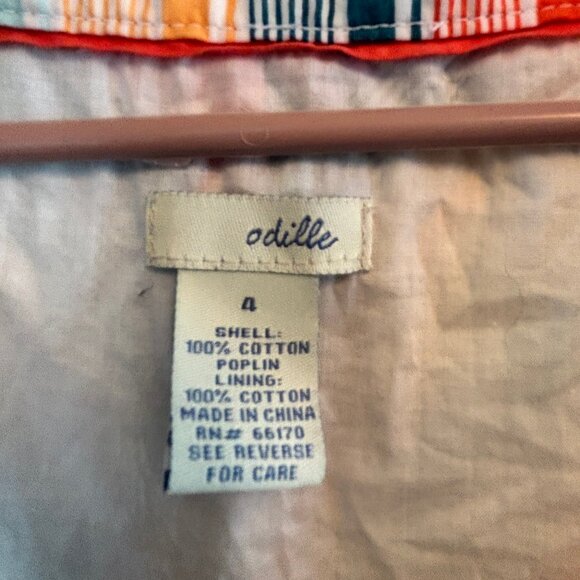 odille
4
SHELL:
100% COTTON
POPLIN
LINING:
100% COTTON
MADE IN CHINA
RN# 66170
SEE REVERSE
FOR CARE